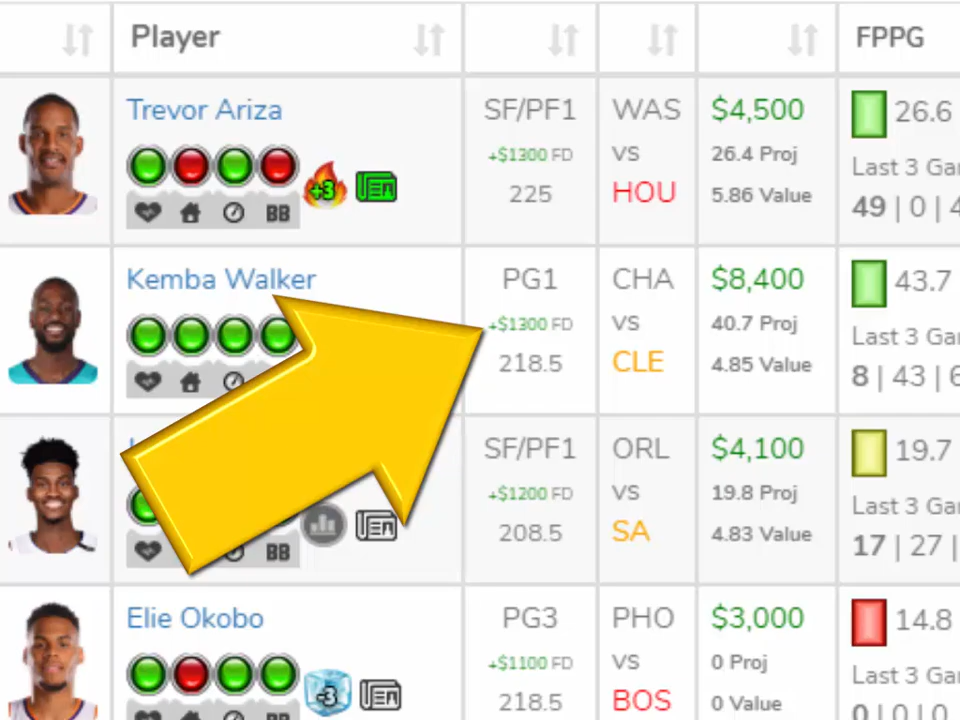 Player FPPG
Trevor Ariza SF/PF1 WAS $4,500 26.6
+$1300 FD VS 26.4 Proj Last 3 Ga
+3 225 HOU 5.86 Value 49 | 0 | 4
BB
Kemba Walker PG1 CHA $8,400 43.7
+$1300 FD VS 40.7 Proj Last 3 Ga
218.5 CLE 4.85 Value 8 | 43 | 6
SF/PF1 ORL $4,100 19.7
+$1200 FD VS 19.8 Proj Last 3 Ga
208.5 SA 4.83 Value 17 | 27 |
BB
Elie Okobo PG3 PHO $3,000 14.8
+$1100 FD VS 0 Proj Last 3 Ga
-3 218.5 BOS 0 Value 0 | 0 | 0